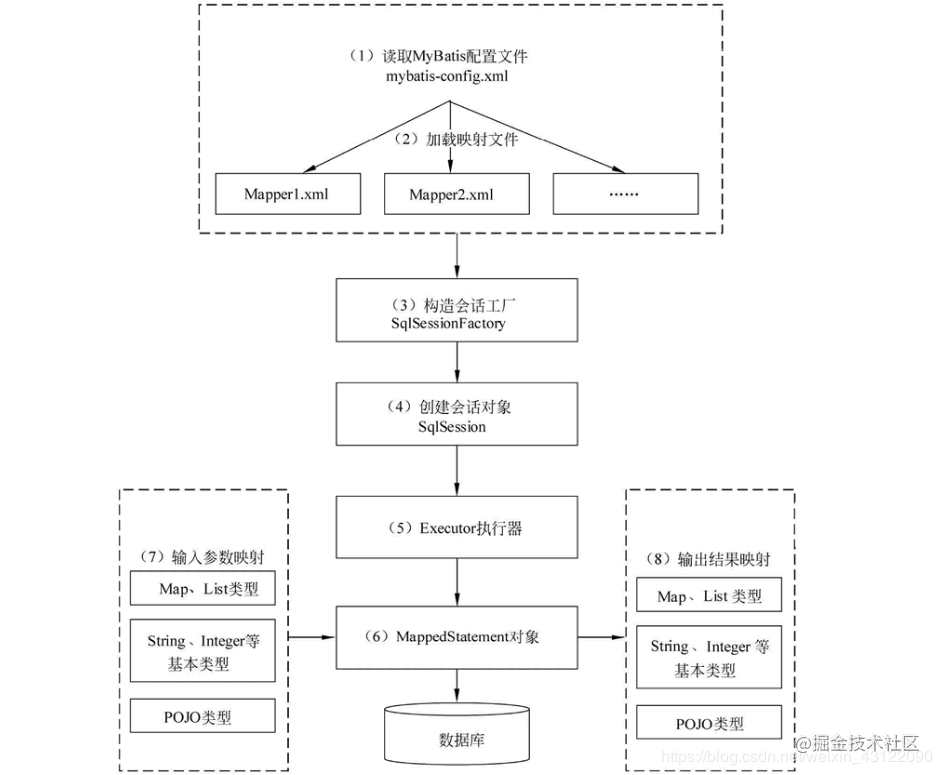 （1）读取MyBatis配置文件
mybatis-config.xml
（2）加载映射文件
Mapper1.xml
Mapper2.xml
……
（3）构造会话工厂
SqlSessionFactory
（4）创建会话对象
SqlSession
（5）Executor执行器
（7）输入参数映射
Map、List类型
String、Integer等
基本类型
POJO类型
（6）MappedStatement对象
（8）输出结果映射
Map、List 类型
String、Integer 等
基本类型
POJO类型
数据库
@掘金技术社区
https://blog.csdn.net/weixin_43122090